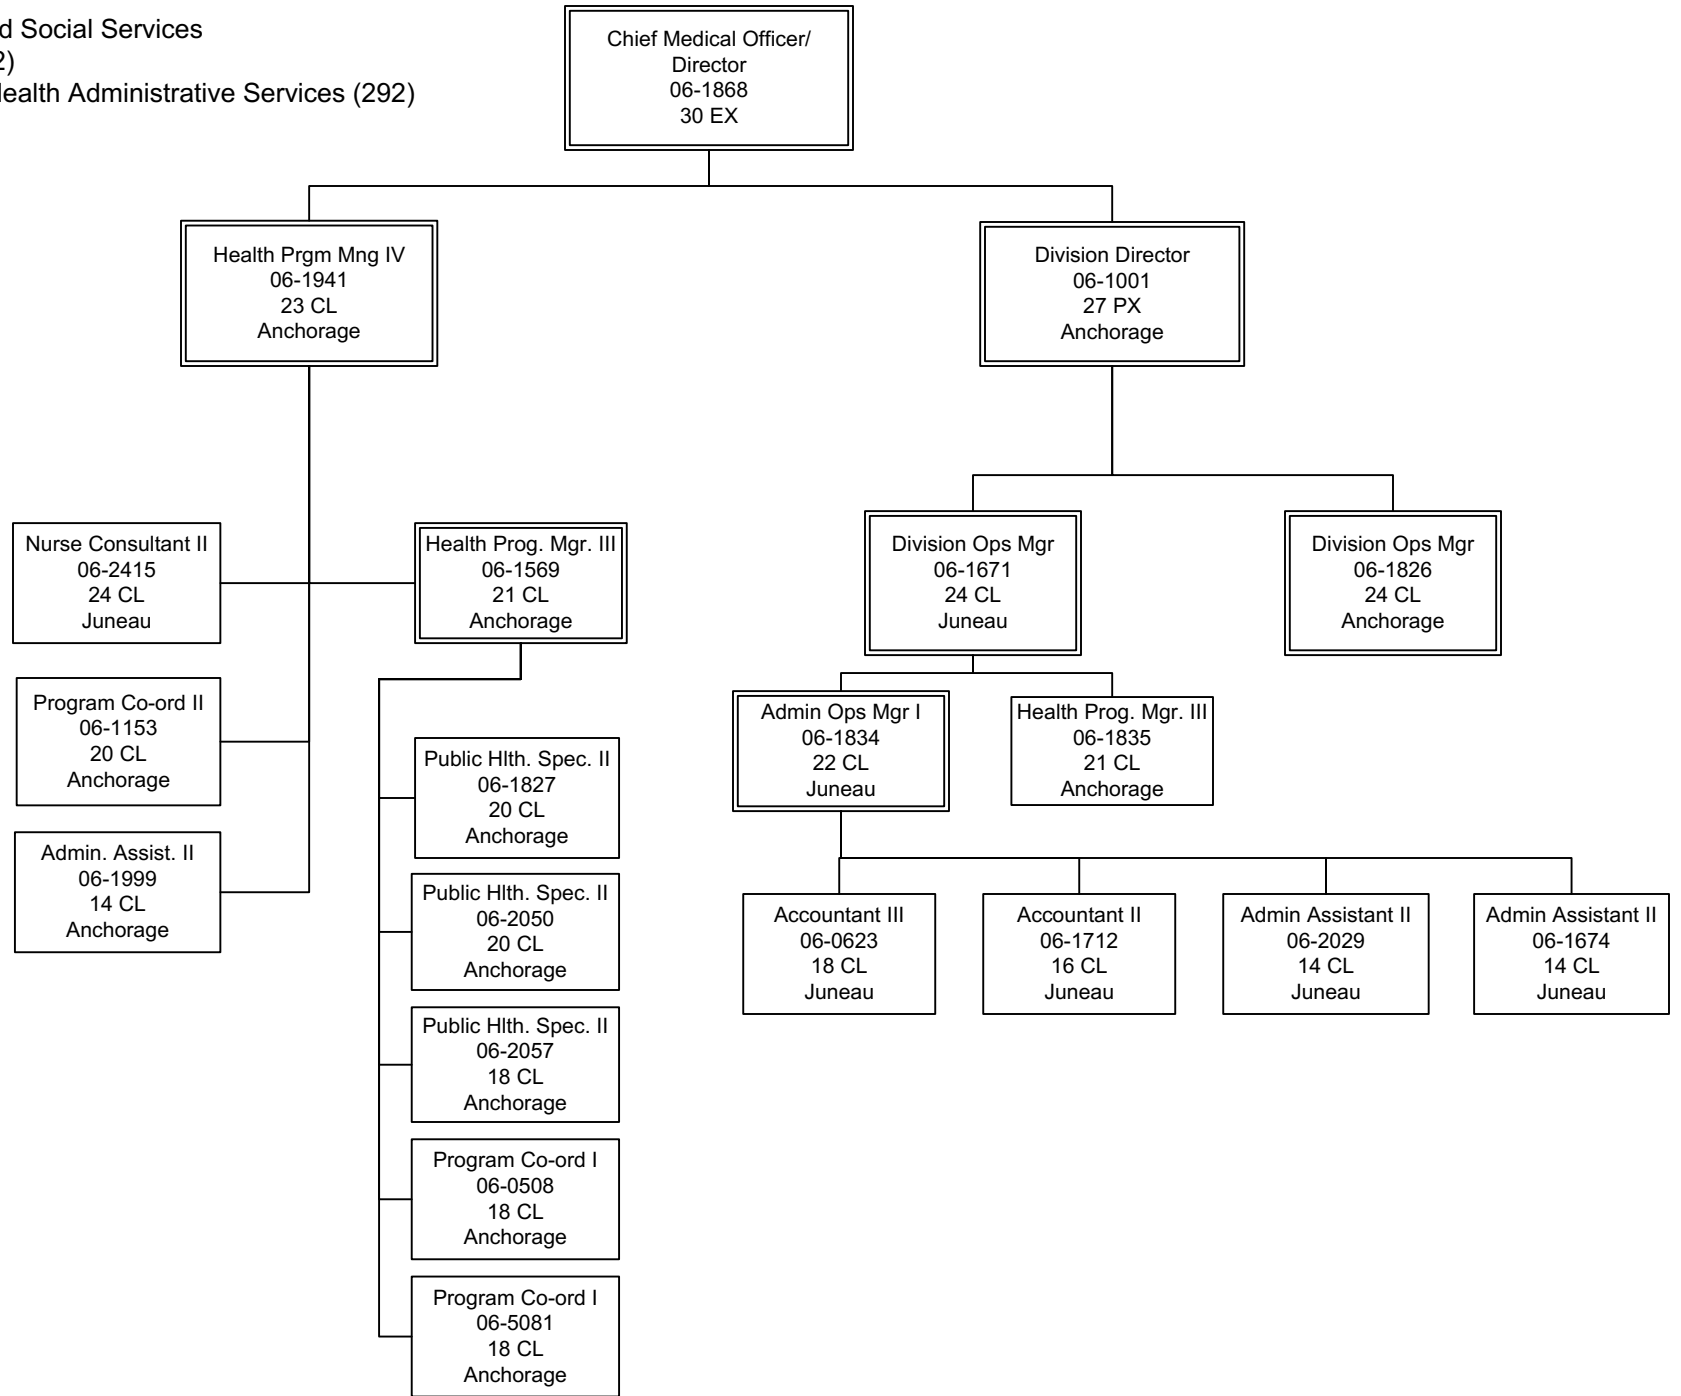 d Social Services
2)
Health Administrative Services (292)
Chief Medical Officer/
Director
06-1868
30 EX
Health Prgm Mng IV
06-1941
23 CL
Anchorage
Division Director
06-1001
27 PX
Anchorage
Nurse Consultant II
06-2415
24 CL
Juneau
Health Prog. Mgr. III
06-1569
21 CL
Anchorage
Division Ops Mgr
06-1671
24 CL
Juneau
Division Ops Mgr
06-1826
24 CL
Anchorage
Program Co-ord II
06-1153
20 CL
Anchorage
Admin Ops Mgr I
06-1834
22 CL
Juneau
Health Prog. Mgr. III
06-1835
21 CL
Anchorage
Public Hlth. Spec. II
06-1827
20 CL
Anchorage
Admin. Assist. II
06-1999
14 CL
Anchorage
Public Hlth. Spec. II
06-2050
20 CL
Anchorage
Accountant III
06-0623
18 CL
Juneau
Accountant II
06-1712
16 CL
Juneau
Admin Assistant II
06-2029
14 CL
Juneau
Admin Assistant II
06-1674
14 CL
Juneau
Public Hlth. Spec. II
06-2057
18 CL
Anchorage
Program Co-ord I
06-0508
18 CL
Anchorage
Program Co-ord I
06-5081
18 CL
Anchorage